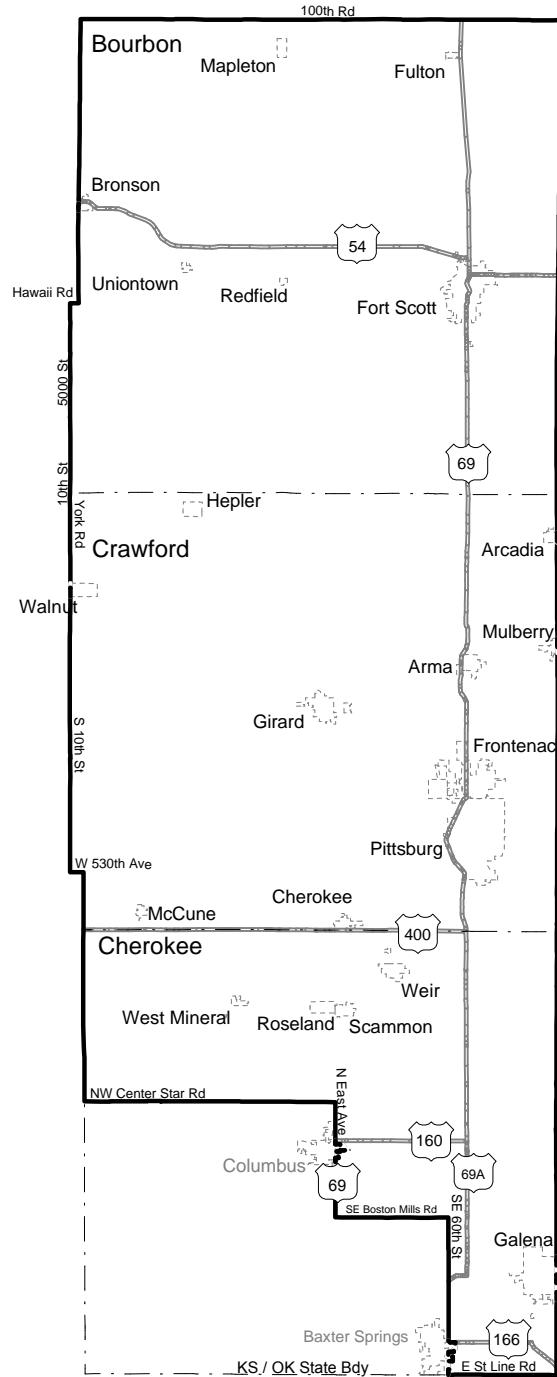 100th Rd
Bourbon
Mapleton
Fulton
Bronson
54
Uniontown
Redfield
Hawaii Rd
Fort Scott
5000 St
69
10th St
Hepler
York Rd
Crawford
Arcadia
Walnut
Mulberry
Arma
Girard
S 10th St
Frontenac
Pittsburg
W 530th Ave
Cherokee
McCune
400
Cherokee
Weir
West Mineral
Roseland
Scammon
NW Center Star Rd
N East Ave
160
Columbus
69
69A
SE Boston Mills Rd
SE 60th St
Galena
Baxter Springs
166
KS / OK State Bdy
E St Line Rd